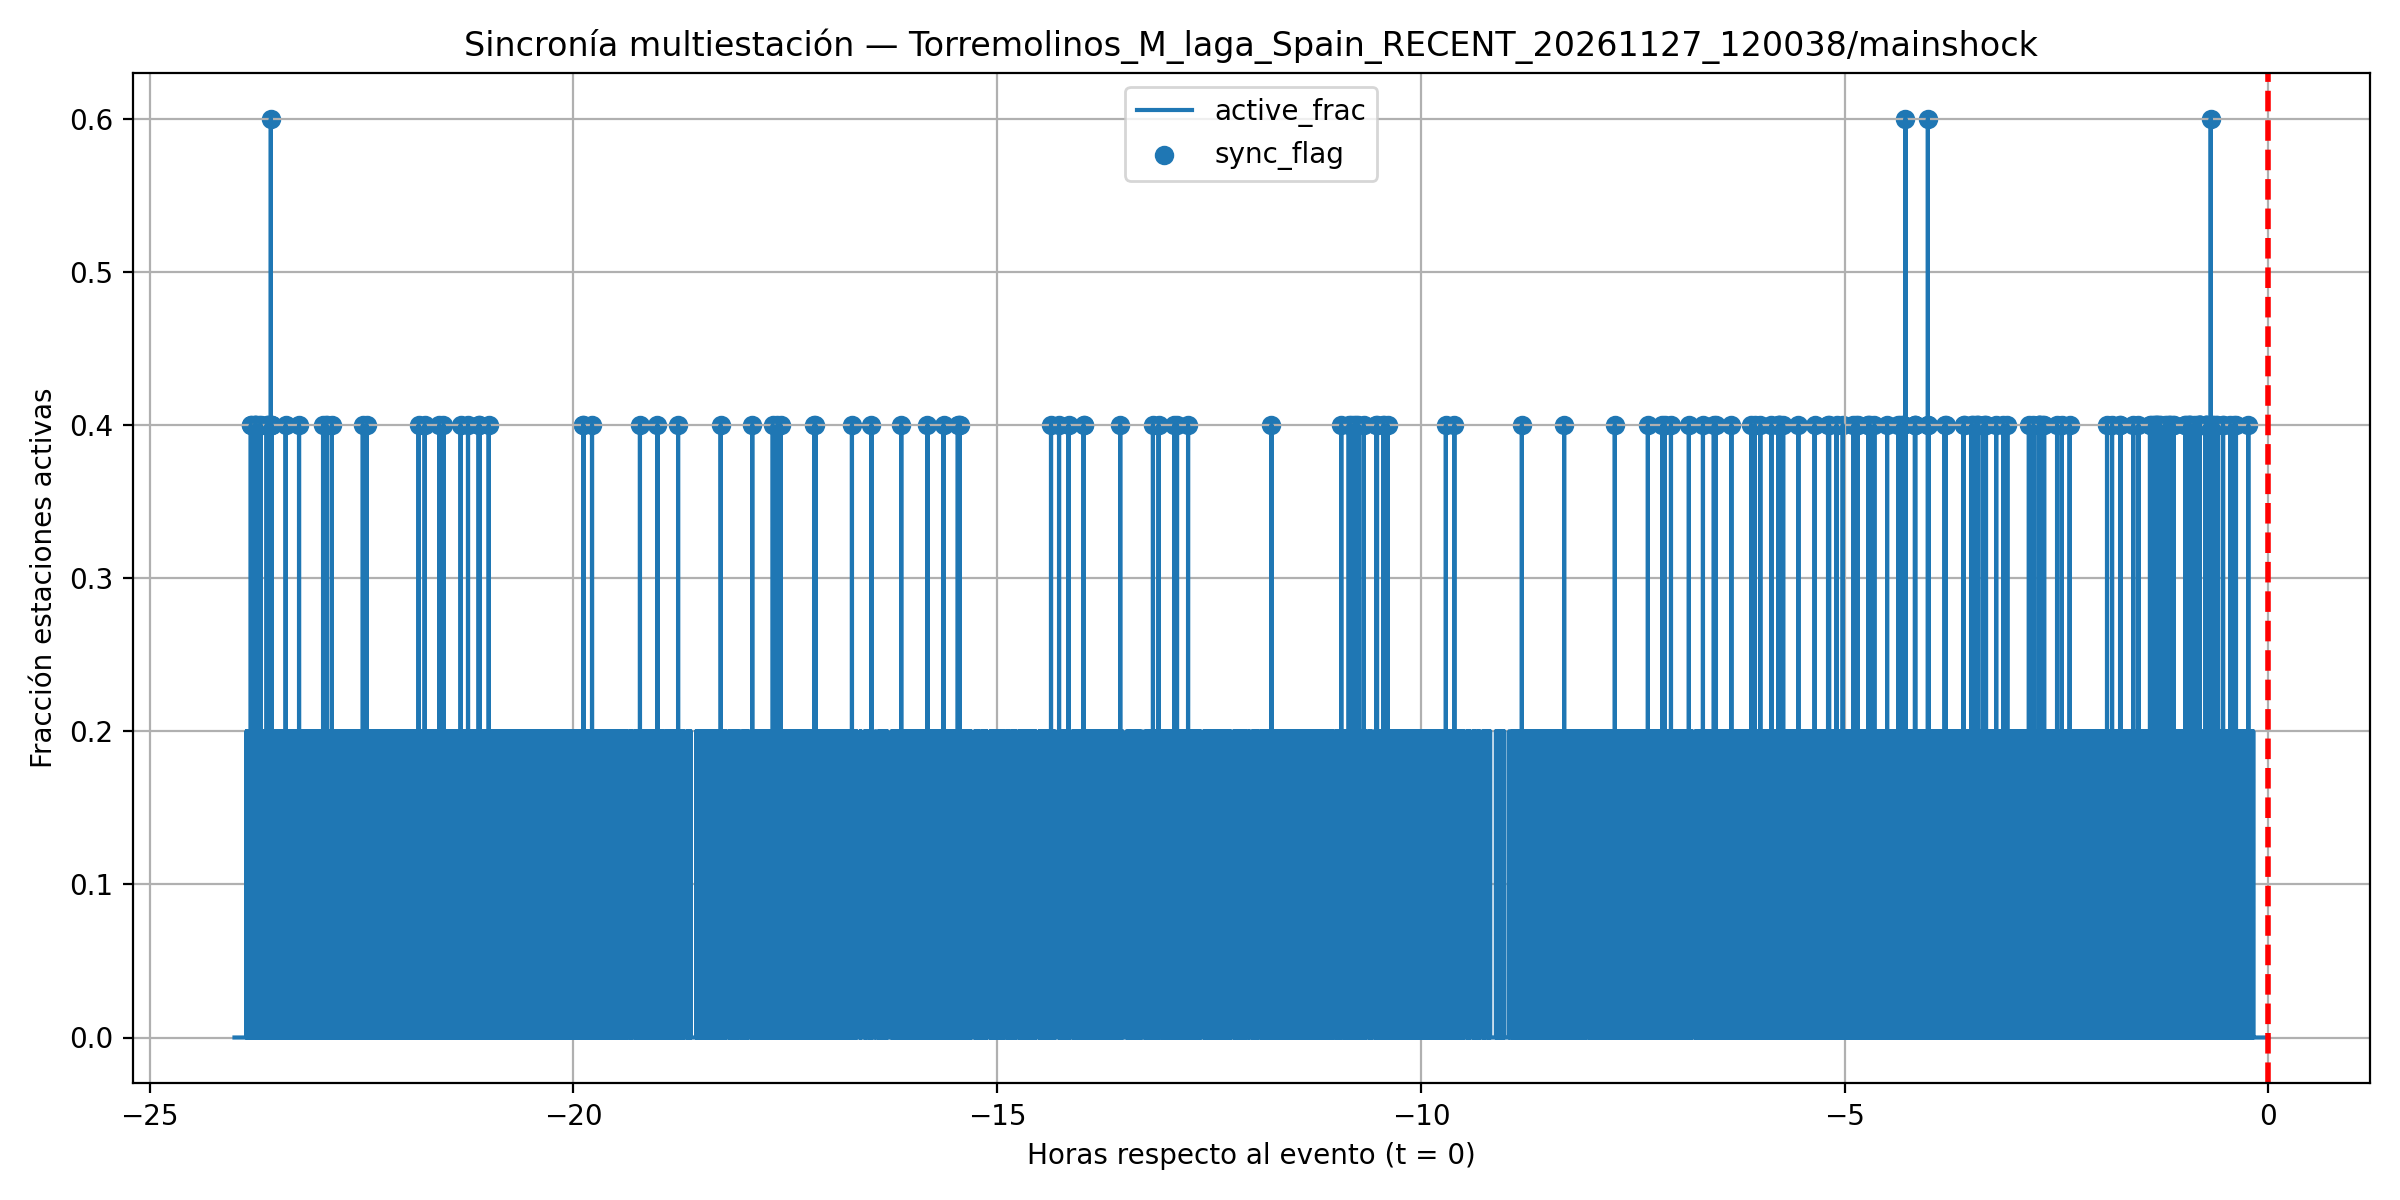 Sincronía multiestación — Torremolinos_M_laga_Spain_RECENT_20261127_120038/mainshock
active_frac
sync_flag
Fracción estaciones activas
0.6
0.5
0.4
0.3
0.2
0.1
0.0
−25
−20
−15
−10
−5
0
Horas respecto al evento (t = 0)